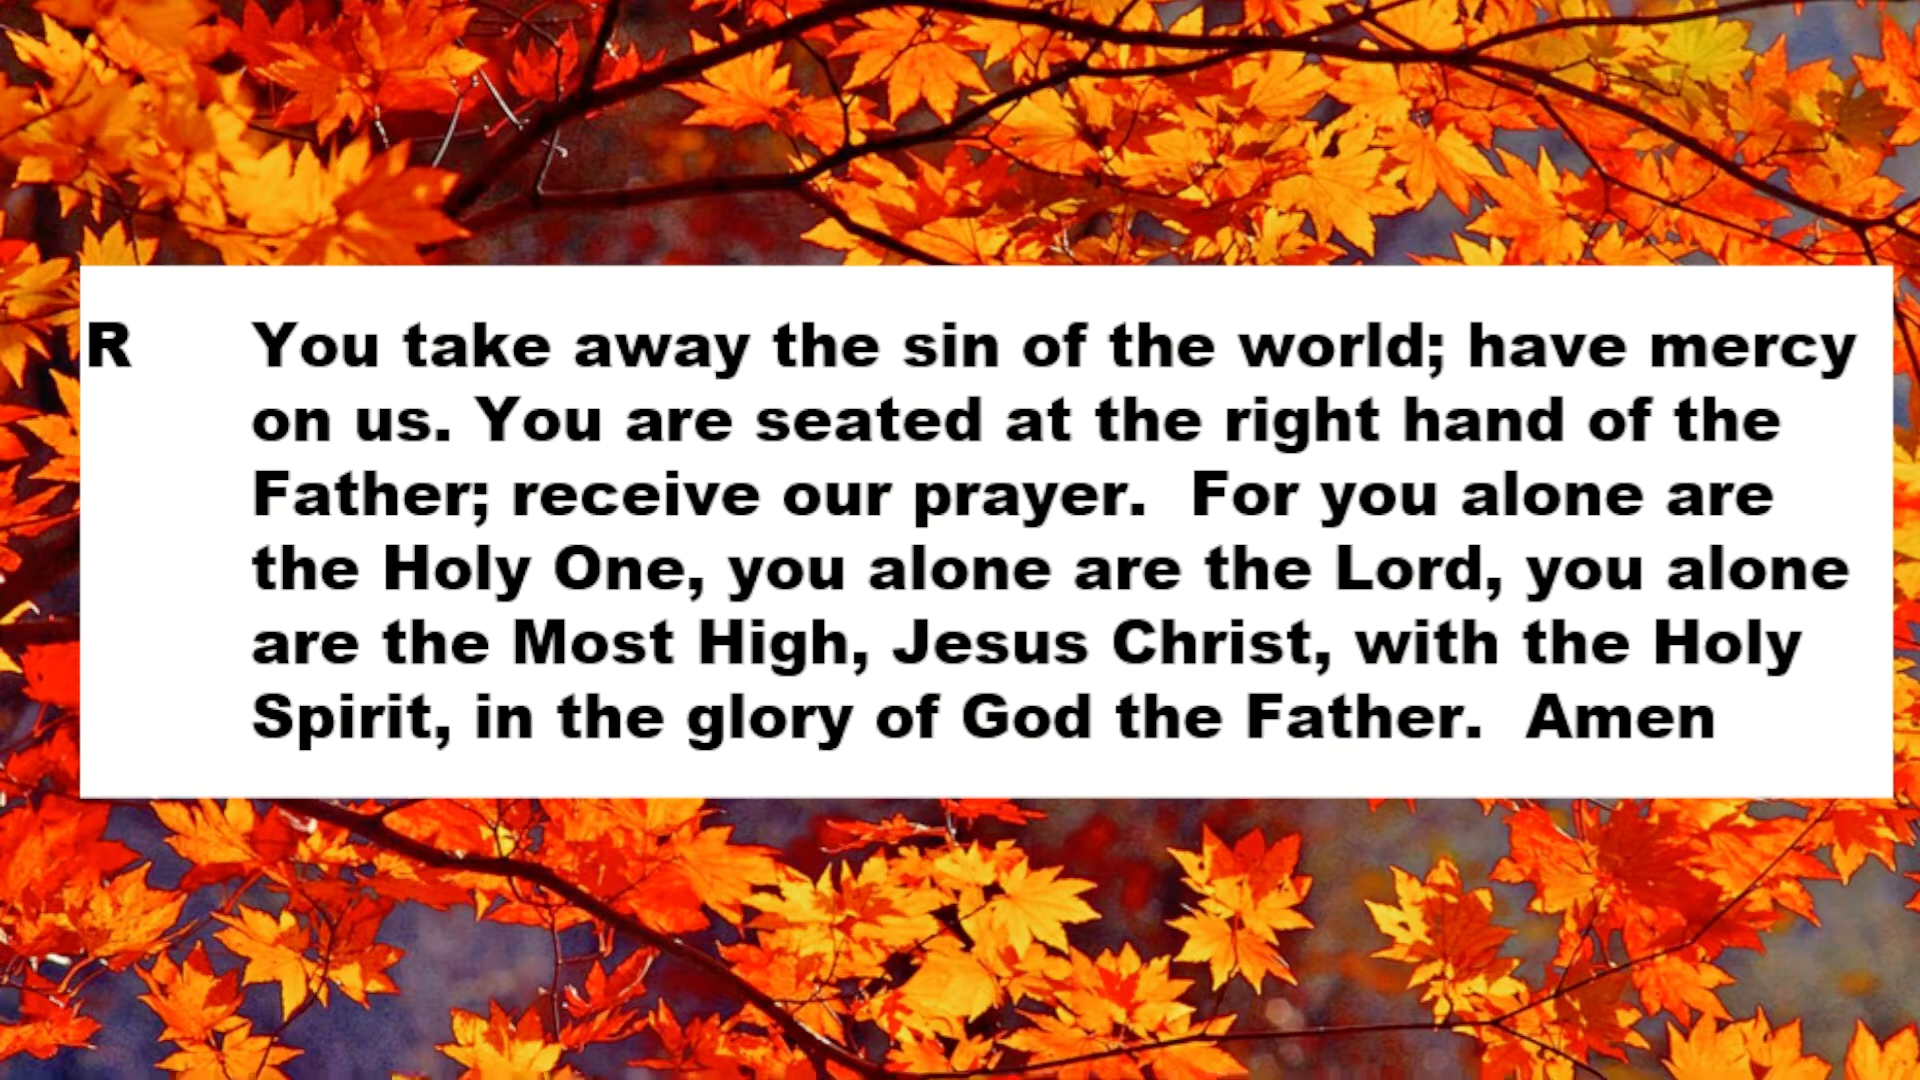 R You take away the sin of the world; have mercy
on us. You are seated at the right hand of the
Father; receive our prayer.  For you alone are
the Holy One, you alone are the Lord, you alone
are the Most High, Jesus Christ, with the Holy
Spirit, in the glory of God the Father.  Amen